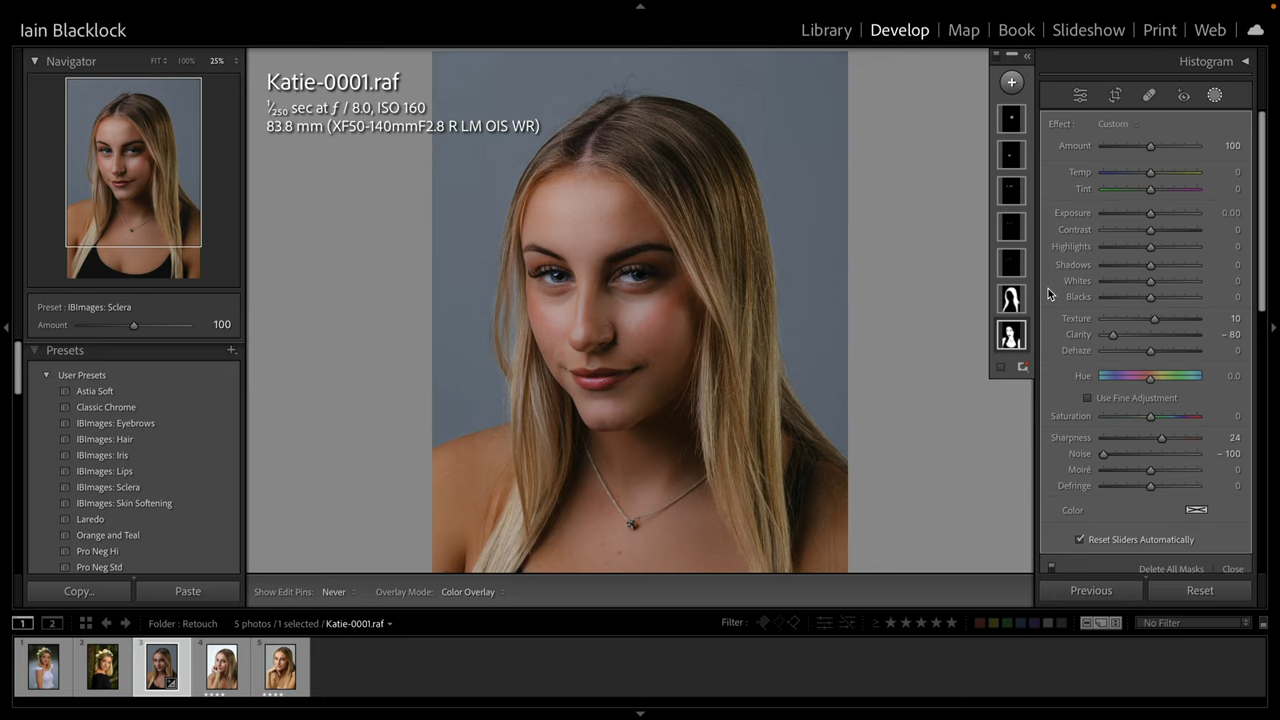 Iain Blacklock
Library | Develop | Map | Book | Slideshow | Print | Web
Navigator FIT 100% 25%
Histogram
Katie-0001.raf
1/250 sec at ƒ / 8.0, ISO 160
83.8 mm (XF50-140mmF2.8 R LM OIS WR)
Preset : IBImages: Sclera
Amount 100
Presets
User Presets
Astia Soft
Classic Chrome
IBImages: Eyebrows
IBImages: Hair
IBImages: Iris
IBImages: Lips
IBImages: Sclera
IBImages: Skin Softening
Laredo
Orange and Teal
Pro Neg Hi
Pro Neg Std
Copy... Paste
Show Edit Pins: Never Overlay Mode: Color Overlay
Effect : Custom
Amount 100
Temp 0
Tint 0
Exposure 0.00
Contrast 0
Highlights 0
Shadows 0
Whites 0
Blacks 0
Texture 10
Clarity – 80
Dehaze 0
Hue 0.0
Use Fine Adjustment
Saturation 0
Sharpness 24
Noise – 100
Moiré 0
Defringe 0
Color
Reset Sliders Automatically
Delete All Masks Close
Previous Reset
1 2 Folder : Retouch 5 photos / 1 selected / Katie-0001.raf Filter : ≥ ★★★★★ No Filter
1 2 3 4 5